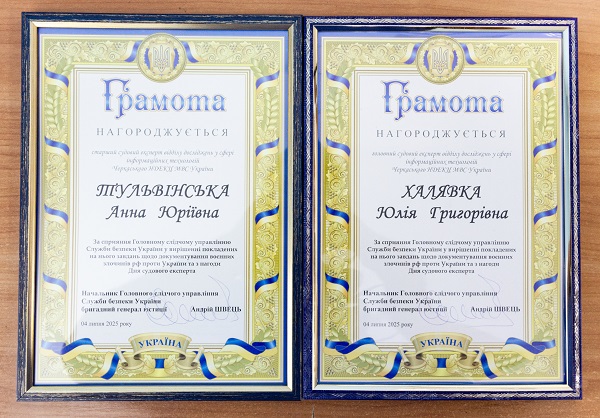 Грамота
НАГОРОДЖУЄТЬСЯ
старший судовий експерт відділу досліджень у сфері
інформаційних технологій
Черкаського НДЕКЦ МВС України
ТУЛЬВІНСЬКА
Анна Юріївна
За сприяння Головному слідчому управлінню
Служби безпеки України у вирішенні покладених
на нього завдань щодо документування воєнних
злочинів рф проти України та з нагоди
Дня судового експерта
Начальник Головного слідчого управління
Служби безпеки України
бригадний генерал юстиції Андрій ШВЕЦЬ
04 липня 2025 року
УКРАЇНА
Грамота
НАГОРОДЖУЄТЬСЯ
головний судовий експерт відділу досліджень у сфері
інформаційних технологій
Черкаського НДЕКЦ МВС України
ХАЛЯВКА
Юлія Григорівна
За сприяння Головному слідчому управлінню
Служби безпеки України у вирішенні покладених
на нього завдань щодо документування воєнних
злочинів рф проти України та з нагоди
Дня судового експерта
Начальник Головного слідчого управління
Служби безпеки України
бригадний генерал юстиції Андрій ШВЕЦЬ
04 липня 2025 року
УКРАЇНА